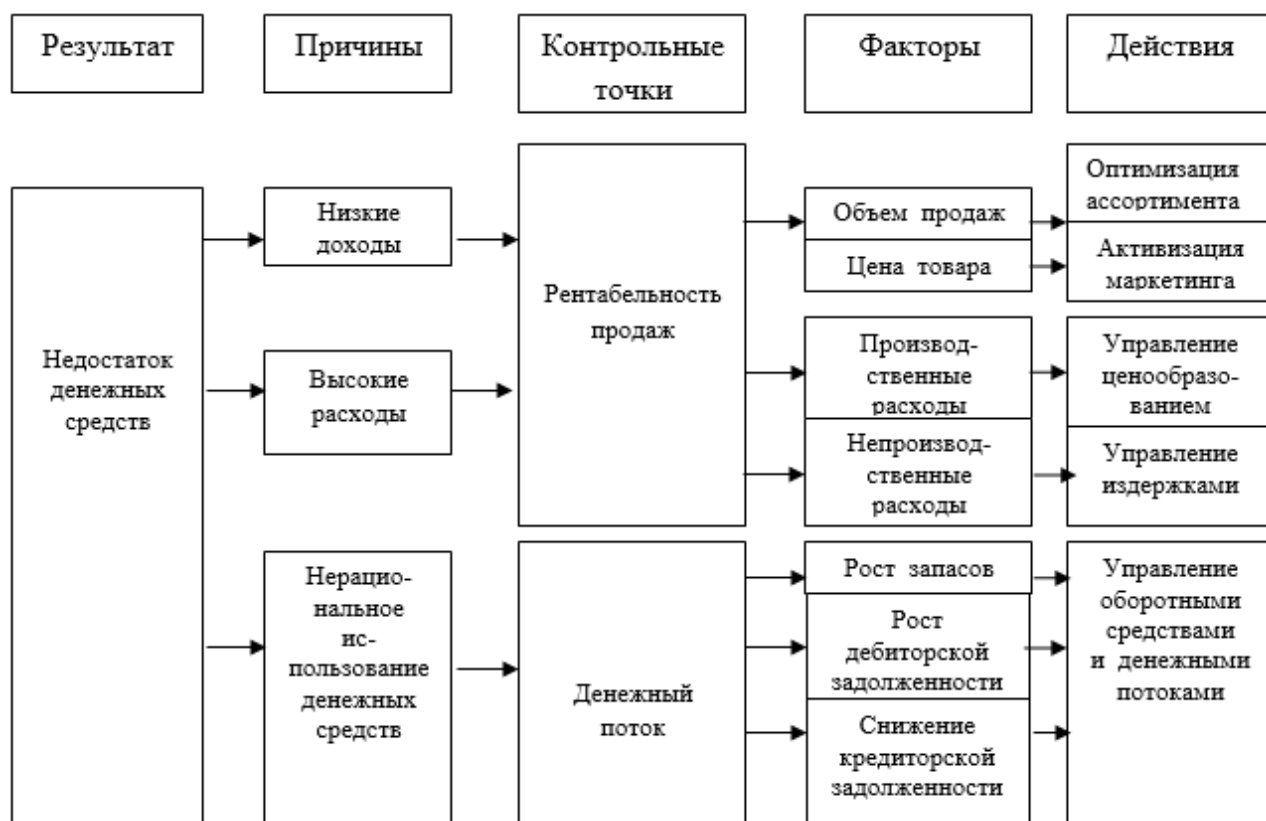 Результат
Причины
Контрольные
точки
Факторы
Действия
Недостаток
денежных
средств
Низкие
доходы
Высокие
расходы
Нерацио-
нальное
ис-
пользование
денежных
средств
Рентабельность
продаж
Денежный
поток
Объем продаж
Цена товара
Производ-
ственные
расходы
Непроизвод-
ственные
расходы
Рост запасов
Рост
дебиторской
задолженности
Снижение
кредиторской
задолженности
Оптимизация
ассортимента
Активизация
маркетинга
Управление
ценообразо-
ванием
Управление
издержками
Управление
оборотными
средствами
и денежными
потоками